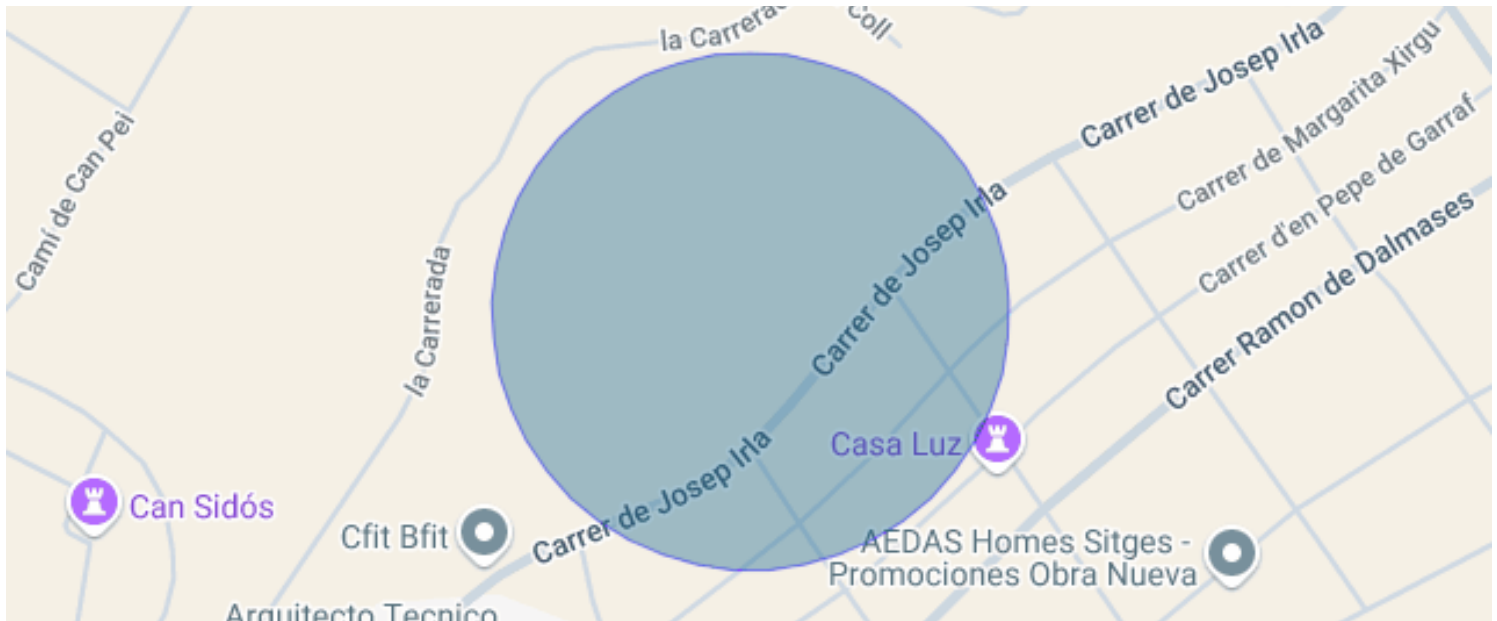 la Carrerada
Coll
Carrer de Josep Irla
Carrer de Margarita Xirgu
Camí de Can Pei
Carrer d'en Pepe de Garraf
Carrer de Josep Irla
Carrer Ramon de Dalmases
la Carrerada
Carrer de Josep Irla
Casa Luz
Can Sidós
Cfit Bfit
AEDAS Homes Sitges -
Promociones Obra Nueva
Carrer de Josep Irla
Arquitecto Tecnico